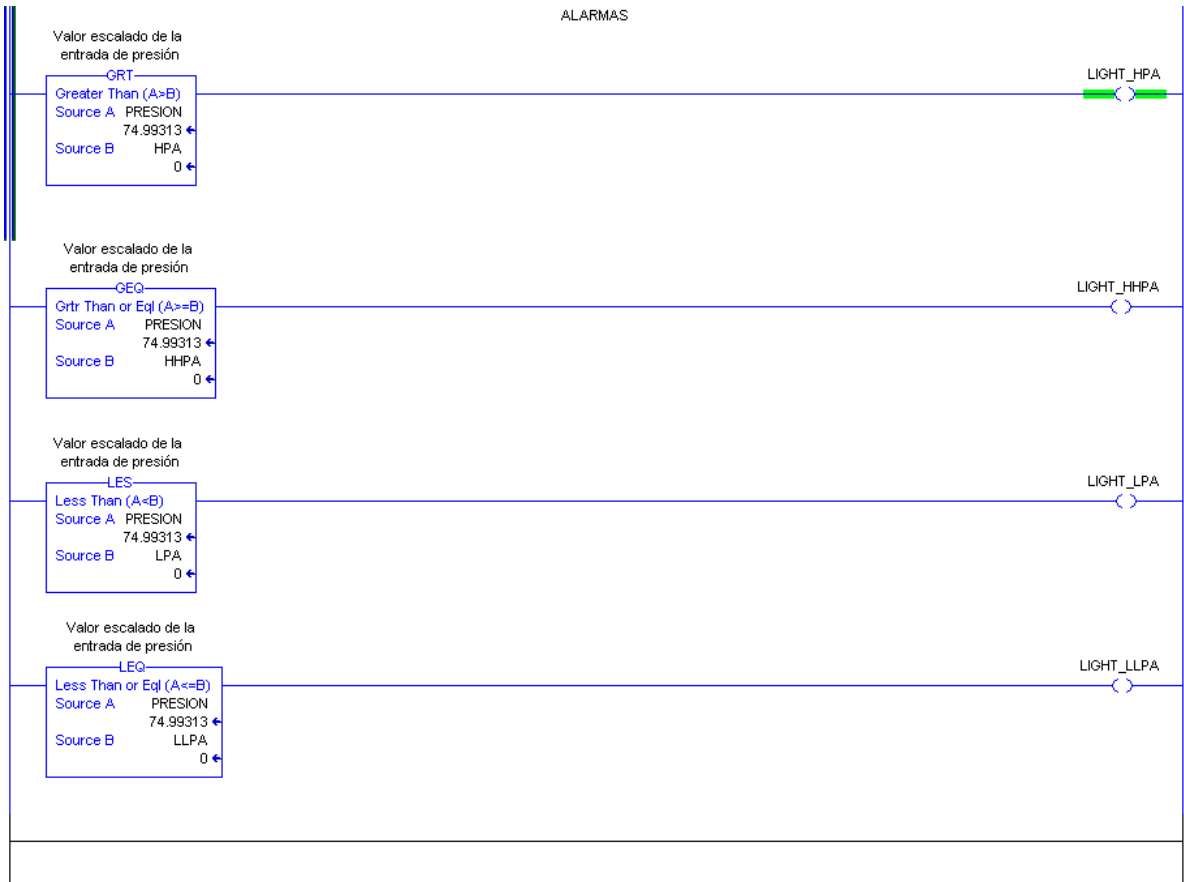 ALARMAS
Valor escalado de la
entrada de presión
GRT
Greater Than (A>B)
Source A PRESION
74.99313
Source B HPA
0
LIGHT_HPA
Valor escalado de la
entrada de presión
GEQ
Grtr Than or Eql (A>=B)
Source A PRESION
74.99313
Source B HHPA
0
LIGHT_HHPA
Valor escalado de la
entrada de presión
LES
Less Than (A<B)
Source A PRESION
74.99313
Source B LPA
0
LIGHT_LPA
Valor escalado de la
entrada de presión
LEQ
Less Than or Eql (A<=B)
Source A PRESION
74.99313
Source B LLPA
0
LIGHT_LLPA